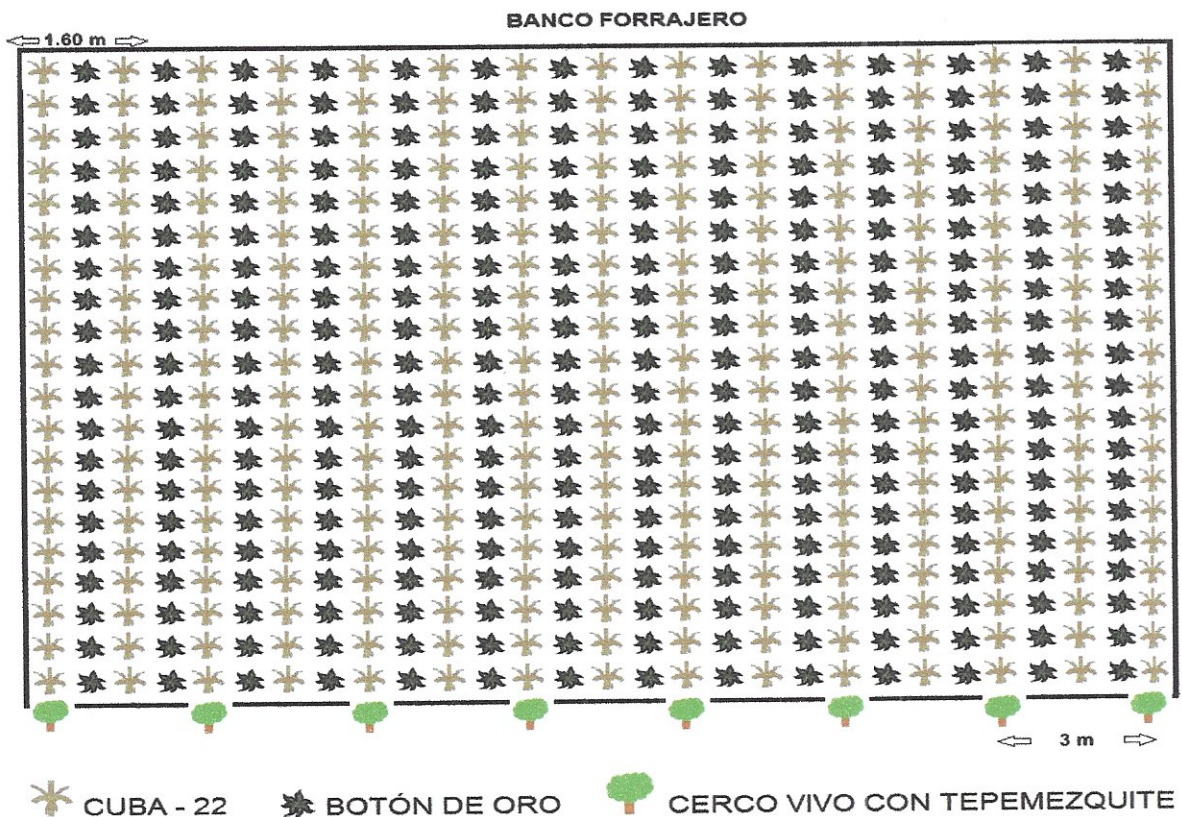 BANCO FORRAJERO
1.60 m
3 m
CUBA - 22
BOTÓN DE ORO
CERCO VIVO CON TEPEMEZQUITE